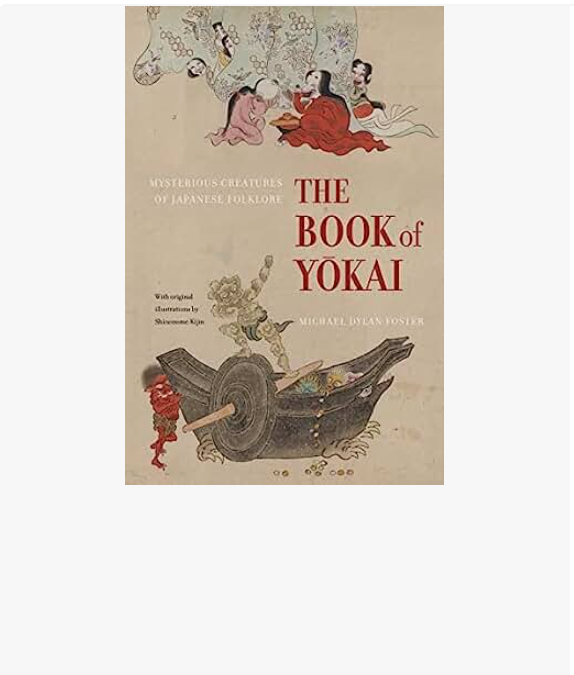 MYSTERIOUS CREATURES
OF JAPANESE FOLKLORE
THE
BOOK of
YŌKAI
With original
illustrations by
Shinonome Kijin
MICHAEL DYLAN FOSTER